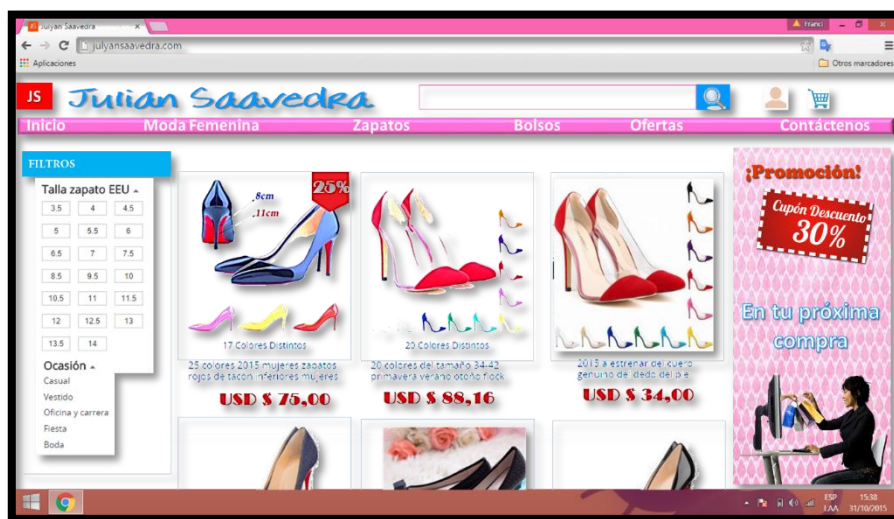 Julyan Saavedra
Franci
julyansaavedra.com
Aplicaciones
Otros marcadores
JS
Julian Saavedra
Inicio
Moda Femenina
Zapatos
Bolsos
Ofertas
Contáctenos
FILTROS
Talla zapato EEU
3.5 4 4.5
5 5.5 6
6.5 7 7.5
8.5 9.5 10
10.5 11 11.5
12 12.5 13
13.5 14
Ocasión
Casual
Vestido
Oficina y carrera
Fiesta
Boda
8cm
11cm
25%
17 Colores Distintos
25 colores 2015 mujeres zapatos
rojos de tacón inferiores mujeres
USD $ 75,00
20 Colores Distintos
20 colores del tamaño 34-42
primavera verano otoño flock
USD $ 88,16
2015 a estrenar del cuero
genuino del dedo del pie
USD $ 34,00
¡Promoción!
Cupón Descuento
30%
En tu próxima
compra
ESP
LAA
15:38
31/10/2015